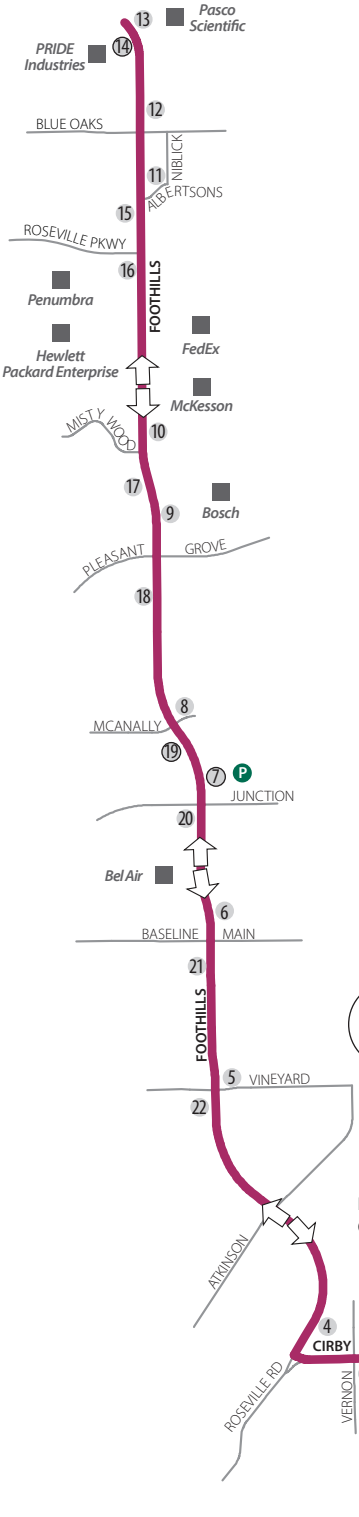 13
Pasco
Scientific
PRIDE
Industries
14
12
BLUE OAKS
NIBLICK
11
ALBERTSONS
15
ROSEVILLE PKWY
16
FOOTHILLS
Penumbra
FedEx
Hewlett
Packard Enterprise
McKesson
MISTY WOOD
10
17
Bosch
9
PLEASANT GROVE
18
8
MCANALLY
19
7 P
JUNCTION
20
Bel Air
6
BASELINE MAIN
21
FOOTHILLS
5 VINEYARD
22
ATKINSON
4
CIRBY
ROSEVILLE RD
VERNON